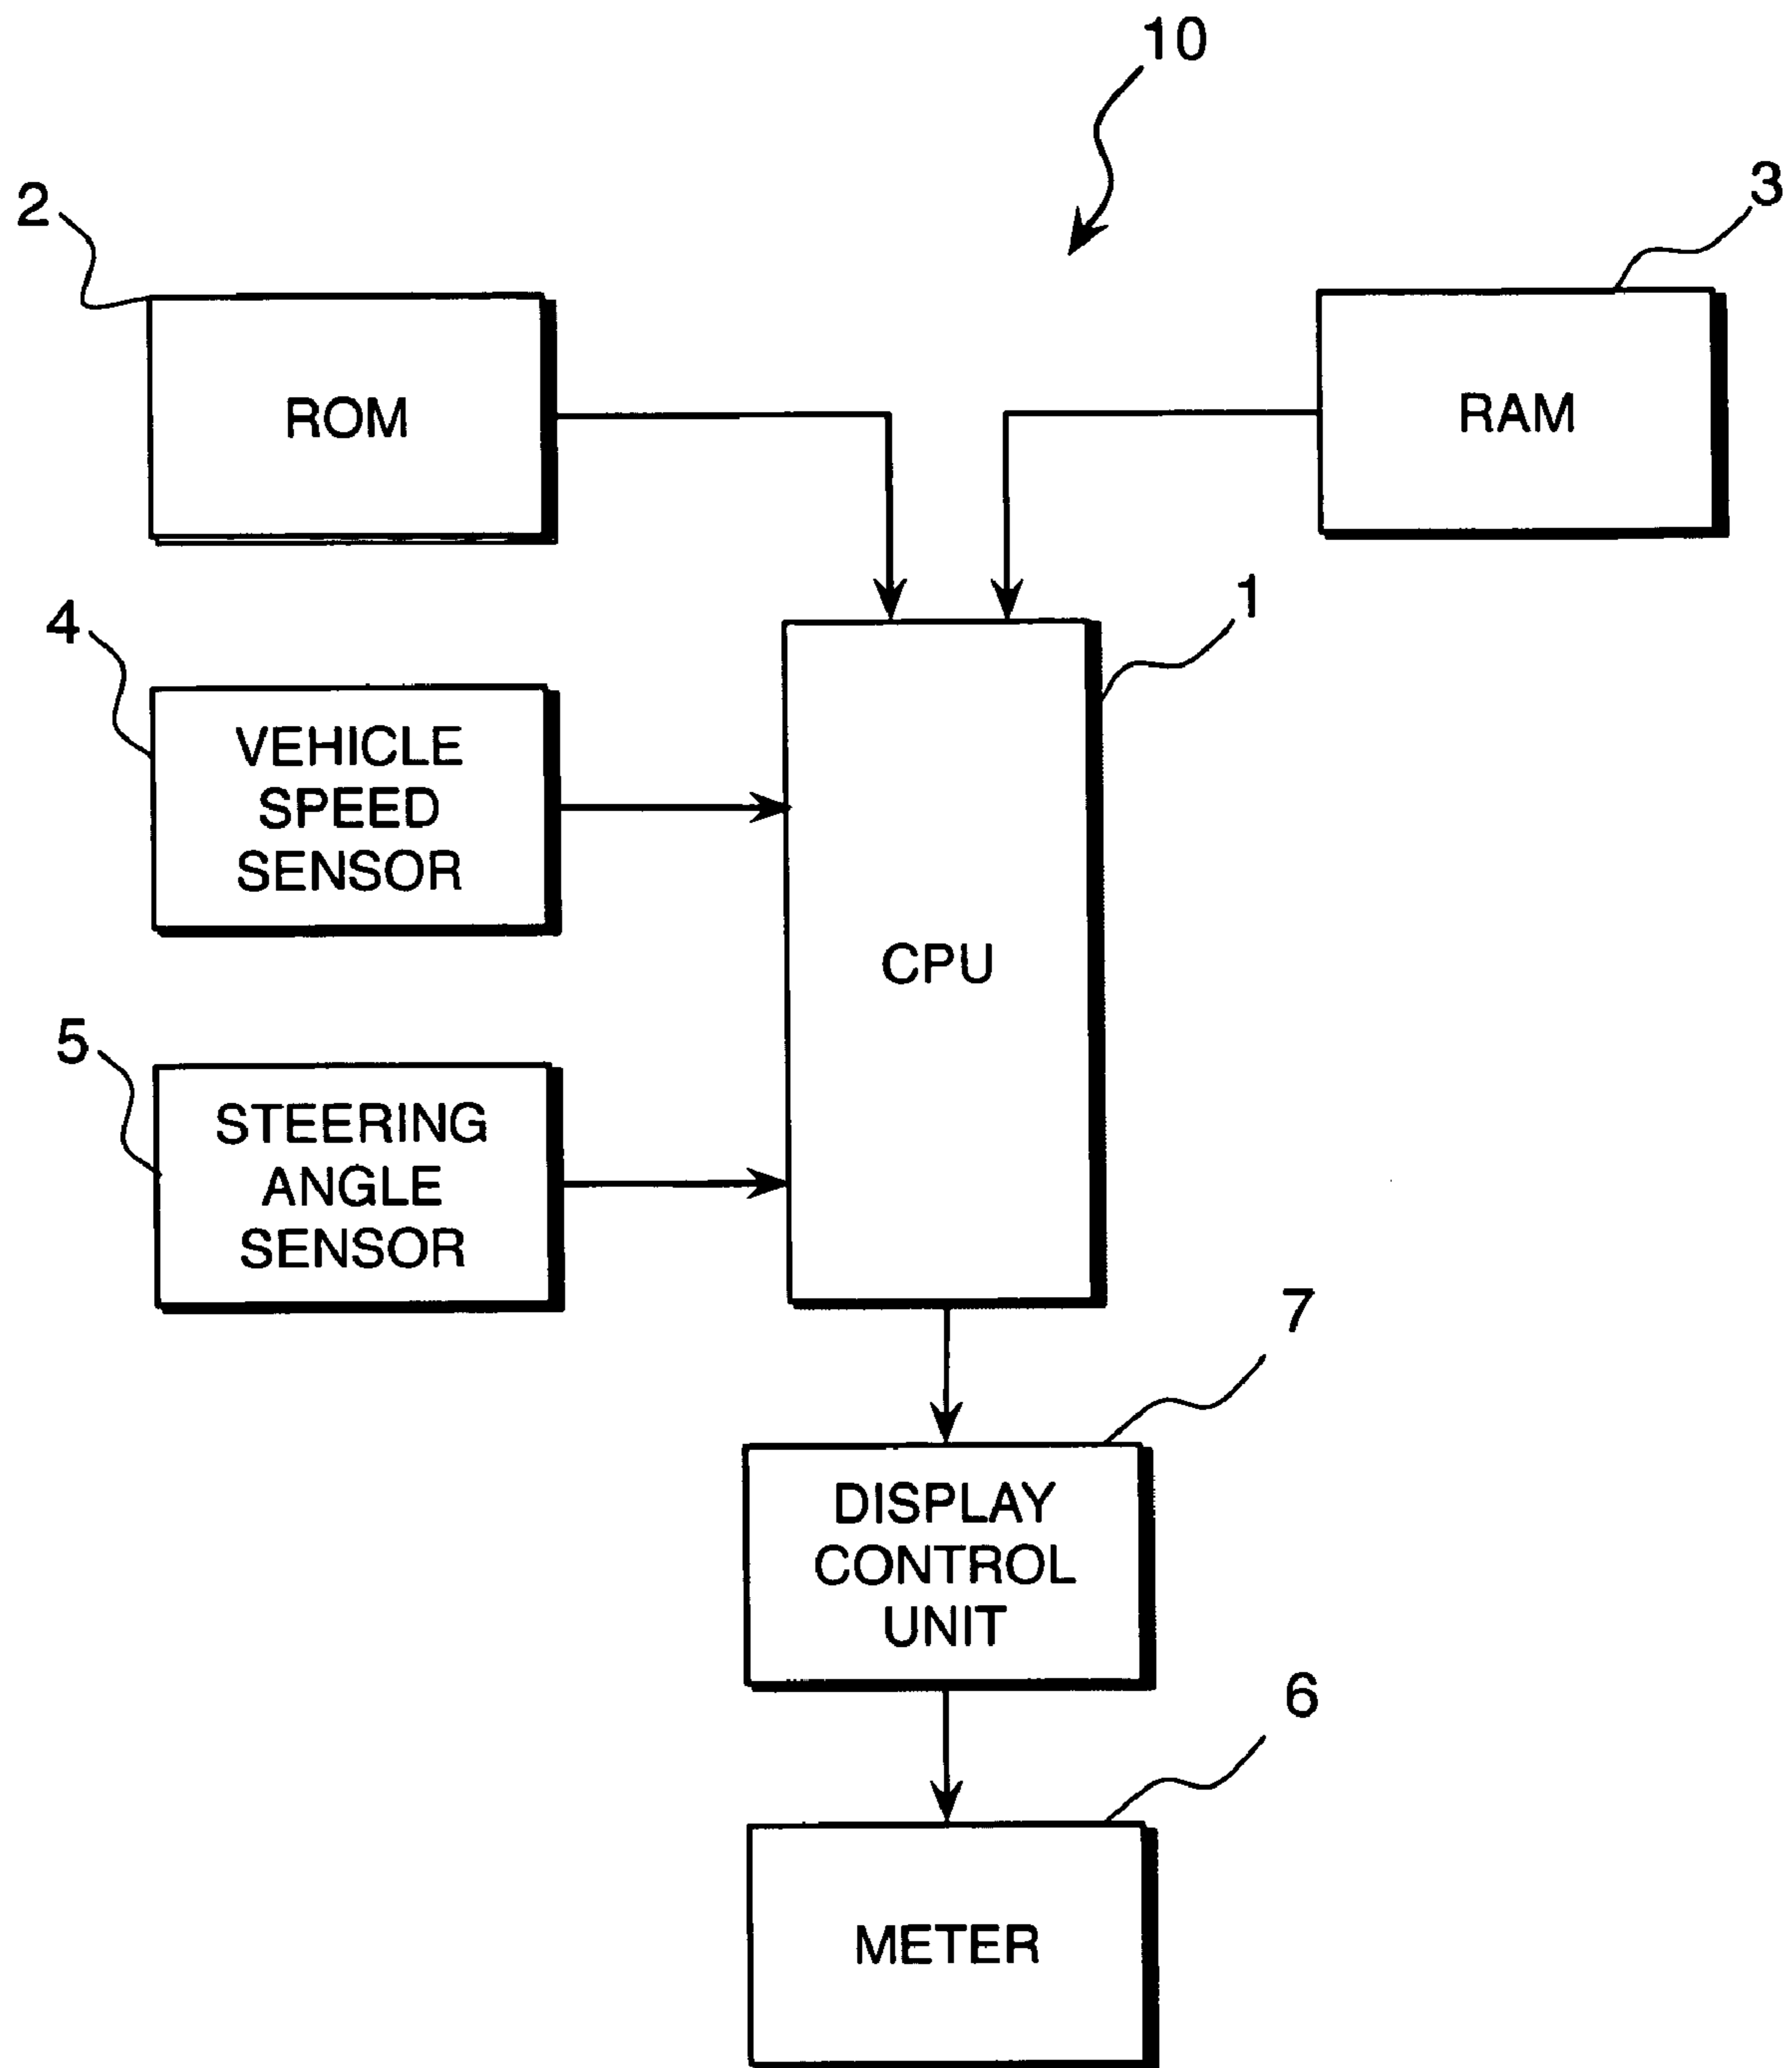 10
2
3
ROM
RAM
4
1
VEHICLE
SPEED
SENSOR
CPU
5
STEERING
ANGLE
SENSOR
7
DISPLAY
CONTROL
UNIT
6
METER